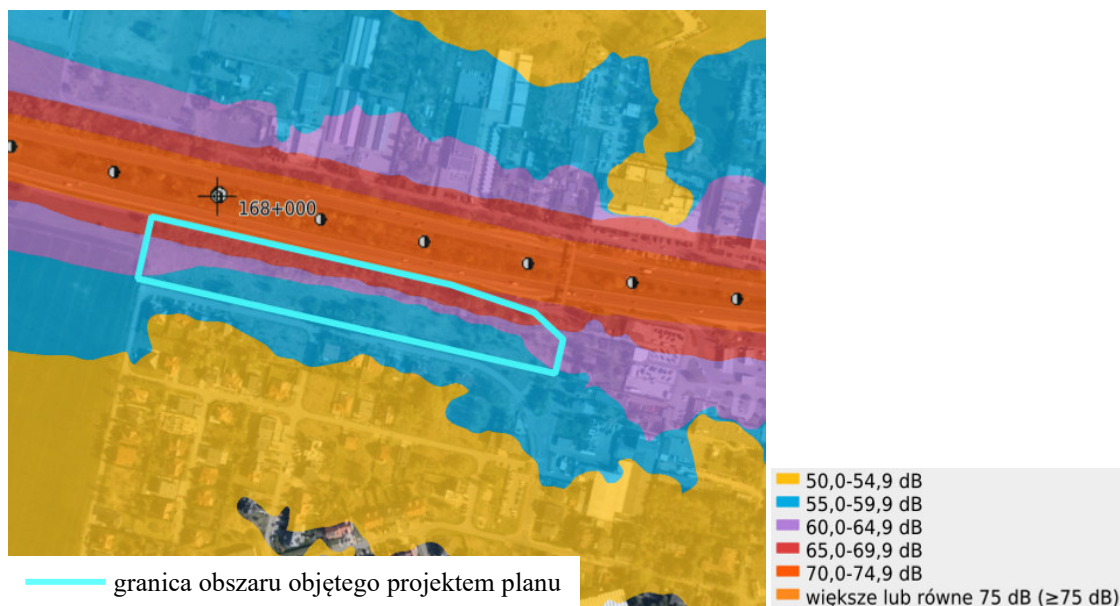 168+000
50,0-54,9 dB
55,0-59,9 dB
60,0-64,9 dB
65,0-69,9 dB
70,0-74,9 dB
większe lub równe 75 dB (≥75 dB)
granica obszaru objętego projektem planu